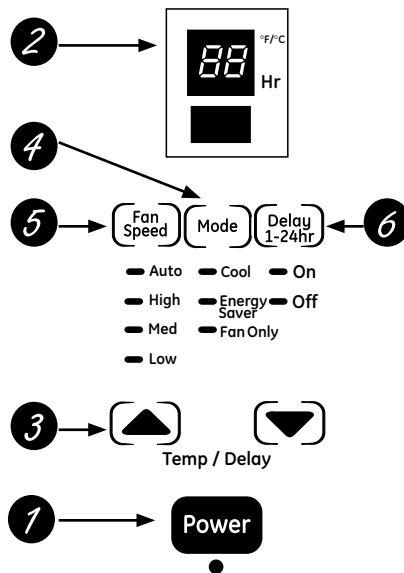 2
88
°F/°C
Hr
4
5
Fan
Speed
Mode
Delay
1-24hr
6
Auto
Cool
On
High
Energy
Saver
Off
Med
Fan Only
Low
3
Temp / Delay
1
Power